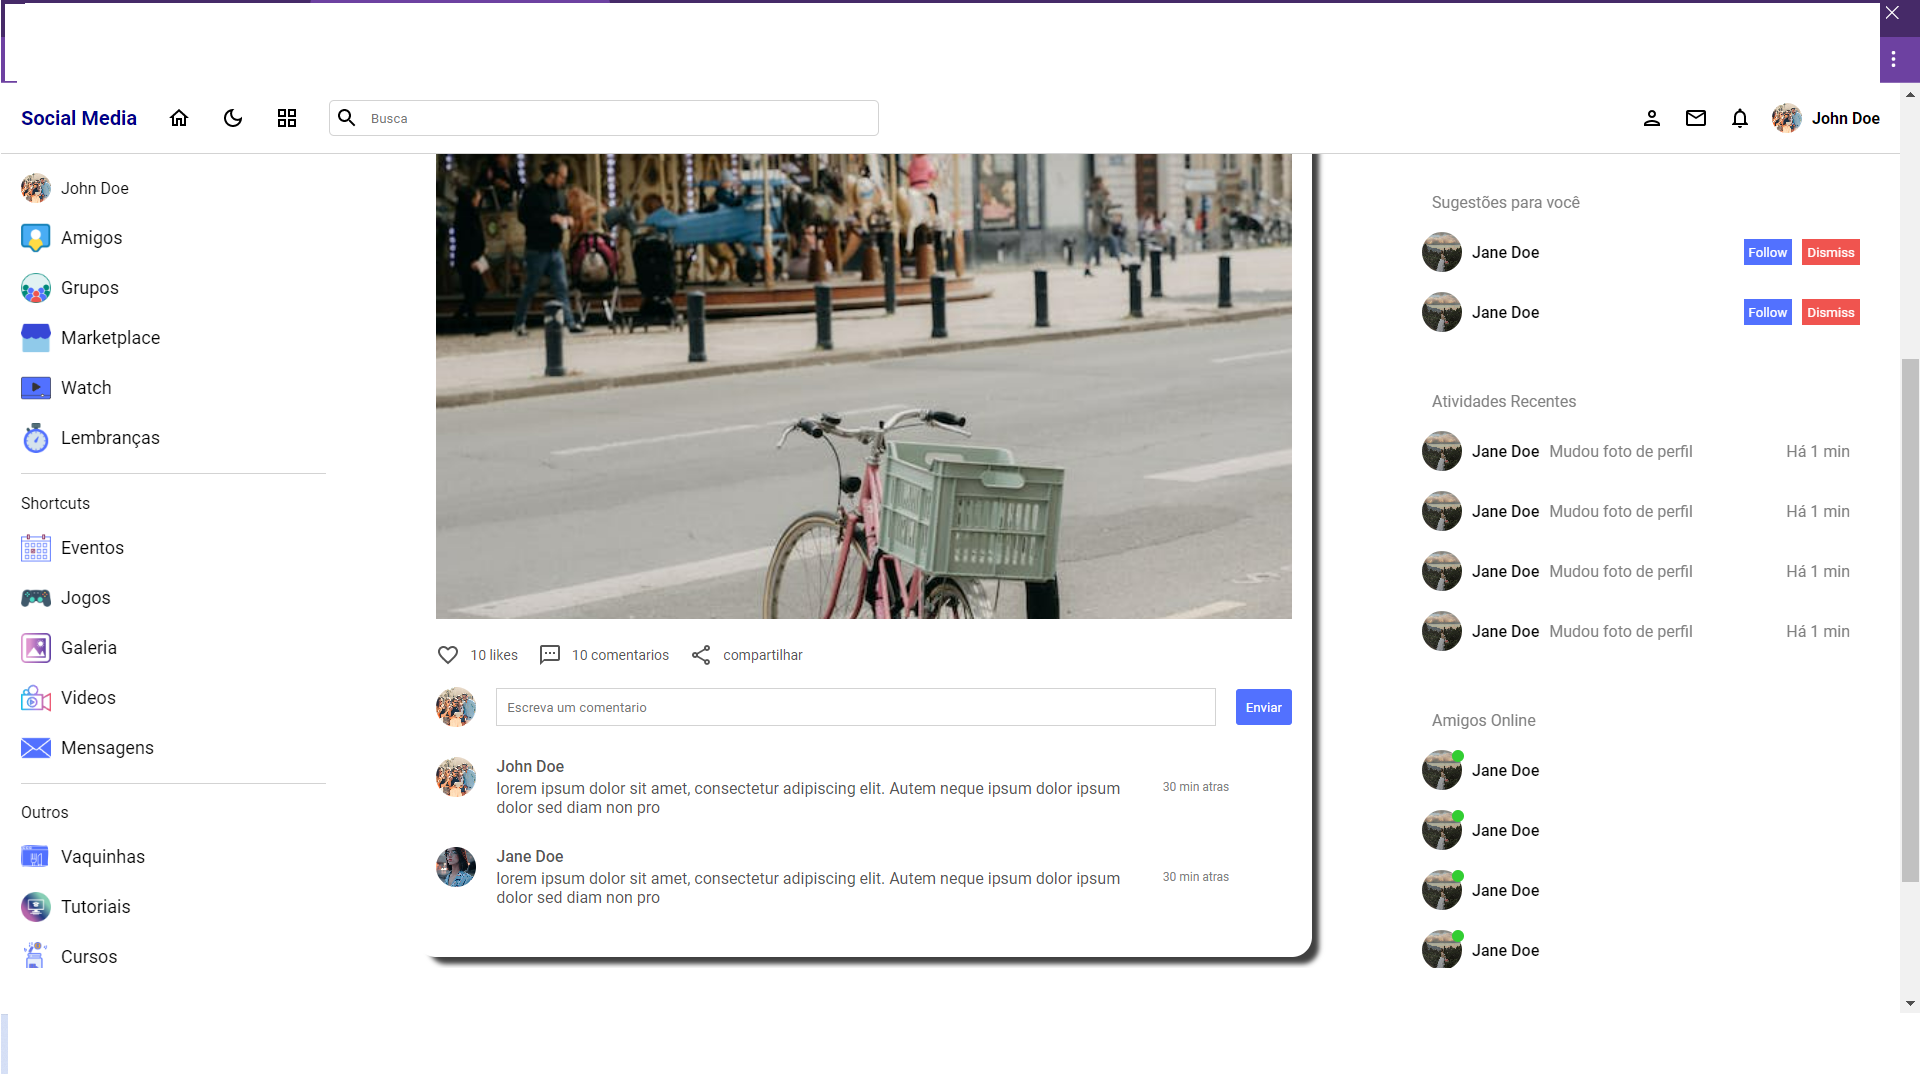 Social Media
Busca
John Doe
John Doe
Amigos
Grupos
Marketplace
Watch
Lembranças
Shortcuts
Eventos
Jogos
Galeria
Videos
Mensagens
Outros
Vaquinhas
Tutoriais
Cursos
10 likes
10 comentarios
compartilhar
Escreva um comentario
Enviar
John Doe
lorem ipsum dolor sit amet, consectetur adipiscing elit. Autem neque ipsum dolor ipsum
dolor sed diam non pro
30 min atras
Jane Doe
lorem ipsum dolor sit amet, consectetur adipiscing elit. Autem neque ipsum dolor ipsum
dolor sed diam non pro
30 min atras
Sugestões para você
Jane Doe Follow Dismiss
Jane Doe Follow Dismiss
Atividades Recentes
Jane Doe Mudou foto de perfil Há 1 min
Jane Doe Mudou foto de perfil Há 1 min
Jane Doe Mudou foto de perfil Há 1 min
Jane Doe Mudou foto de perfil Há 1 min
Amigos Online
Jane Doe
Jane Doe
Jane Doe
Jane Doe